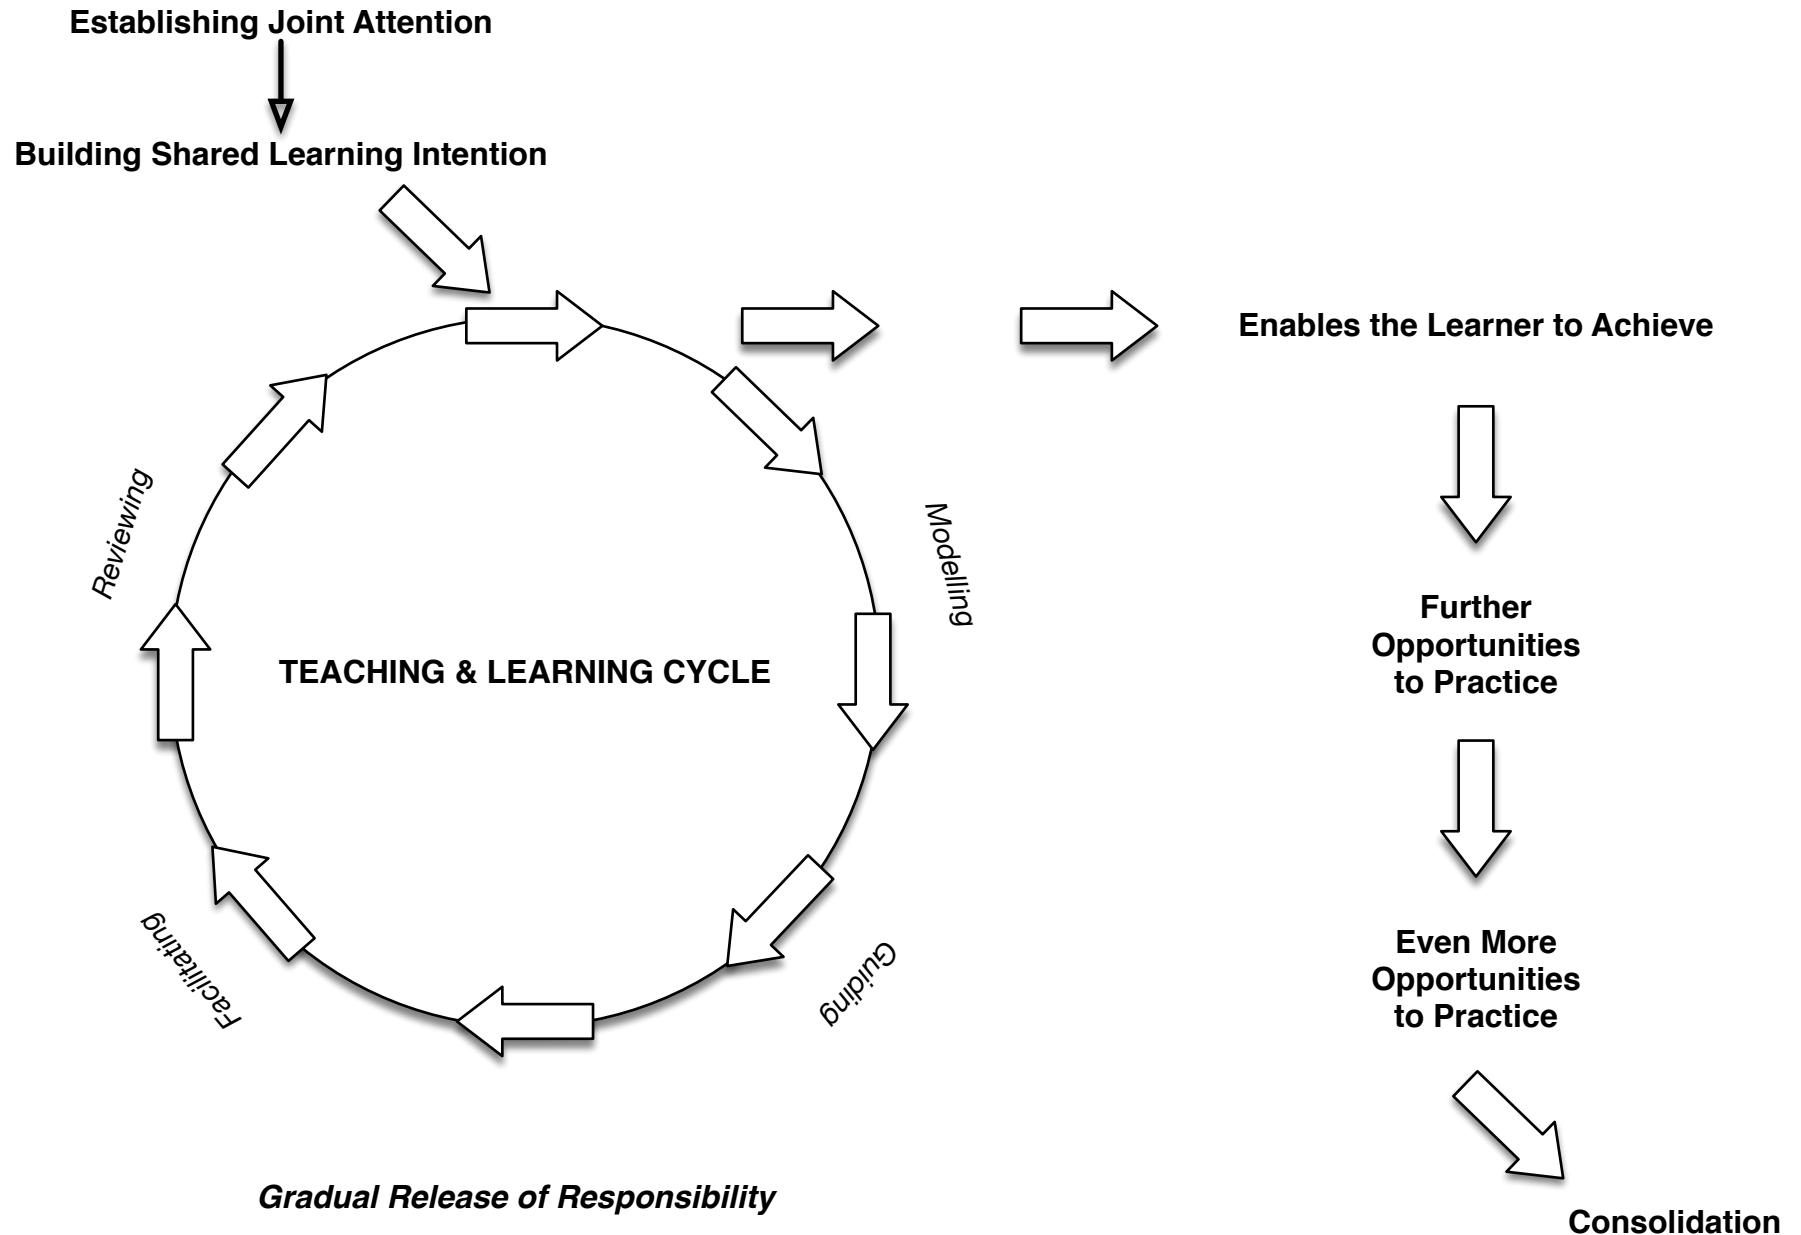 Establishing Joint Attention
Building Shared Learning Intention
Enables the Learner to Achieve
Reviewing
Modelling
TEACHING & LEARNING CYCLE
Facilitating
Guiding
Gradual Release of Responsibility
Further
Opportunities
to Practice
Even More
Opportunities
to Practice
Consolidation